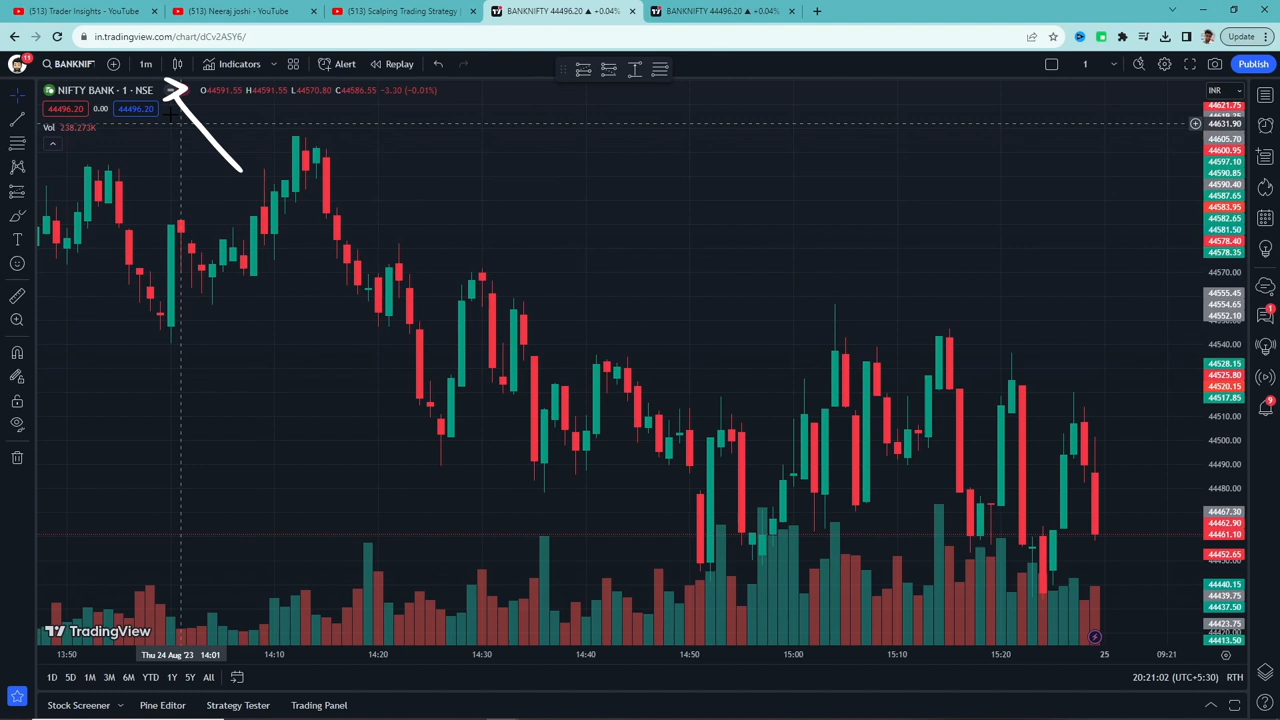 (513) Trader Insights - YouTube
(513) Neeraj joshi - YouTube
(513) Scalping Trading Strategy |
BANKNIFTY 44496.20 ▲ +0.04%
BANKNIFTY 44496.20 ▲ +0.04%
in.tradingview.com/chart/dCv2ASY6/
Update
11
BANKNIF
1m
Indicators
Alert
Replay
1
Publish
NIFTY BANK · 1 · NSE
O44591.55 H44591.55 L44570.80 C44586.55 -3.30 (-0.01%)
INR
44496.20 0.00 44496.20
Vol 238.273K
44621.75
44631.90
44605.70
44600.95
44597.10
44590.85
44590.40
44587.65
44583.95
44582.65
44581.50
44578.40
44578.35
44570.00
44555.45
44554.65
44552.10
44540.00
44528.15
44525.80
44520.15
44517.85
44510.00
44500.00
44490.00
44480.00
44467.30
44462.90
44461.10
44452.65
44440.15
44439.75
44437.50
44423.75
44413.50
1
9
TradingView
13:50
Thu 24 Aug '23 14:01
14:10
14:20
14:30
14:40
14:50
15:00
15:10
15:20
25
09:21
1D 5D 1M 3M 6M YTD 1Y 5Y All
20:21:02 (UTC+5:30) RTH
Stock Screener
Pine Editor
Strategy Tester
Trading Panel